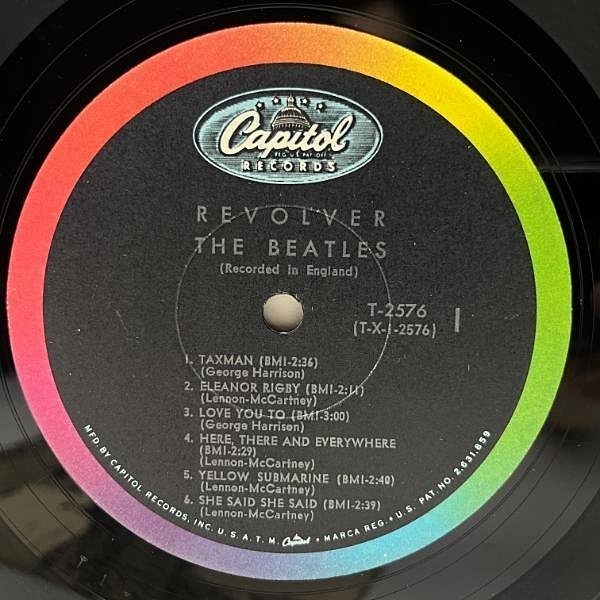 Capitol
REG. U.S. PAT. OFF.
RECORDS
REVOLVER
THE BEATLES
(Recorded in England)
T-2576
(T-X-1-2576)
1
1. TAXMAN (BMI-2:36)
(George Harrison)
2. ELEANOR RIGBY (BMI-2:11)
(Lennon-McCartney)
3. LOVE YOU TO (BMI-3:00)
(George Harrison)
4. HERE, THERE AND EVERYWHERE
(BMI-2:29)
(Lennon-McCartney)
5. YELLOW SUBMARINE (BMI-2:40)
(Lennon-McCartney)
6. SHE SAID SHE SAID (BMI-2:39)
(Lennon-McCartney)
MFD. BY CAPITOL RECORDS, INC. U. S. A. T. M. Capitol • MARCA REG. • U. S. PAT. NO. 2,631,859